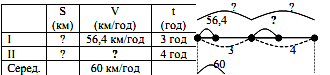 S
(км)
V
(км/год)
t
(год)
I ? 56,4 км/год 3 год
II ? ? 4 год
Серед. 60 км/год
? ?
56,4 ?
3 4
60